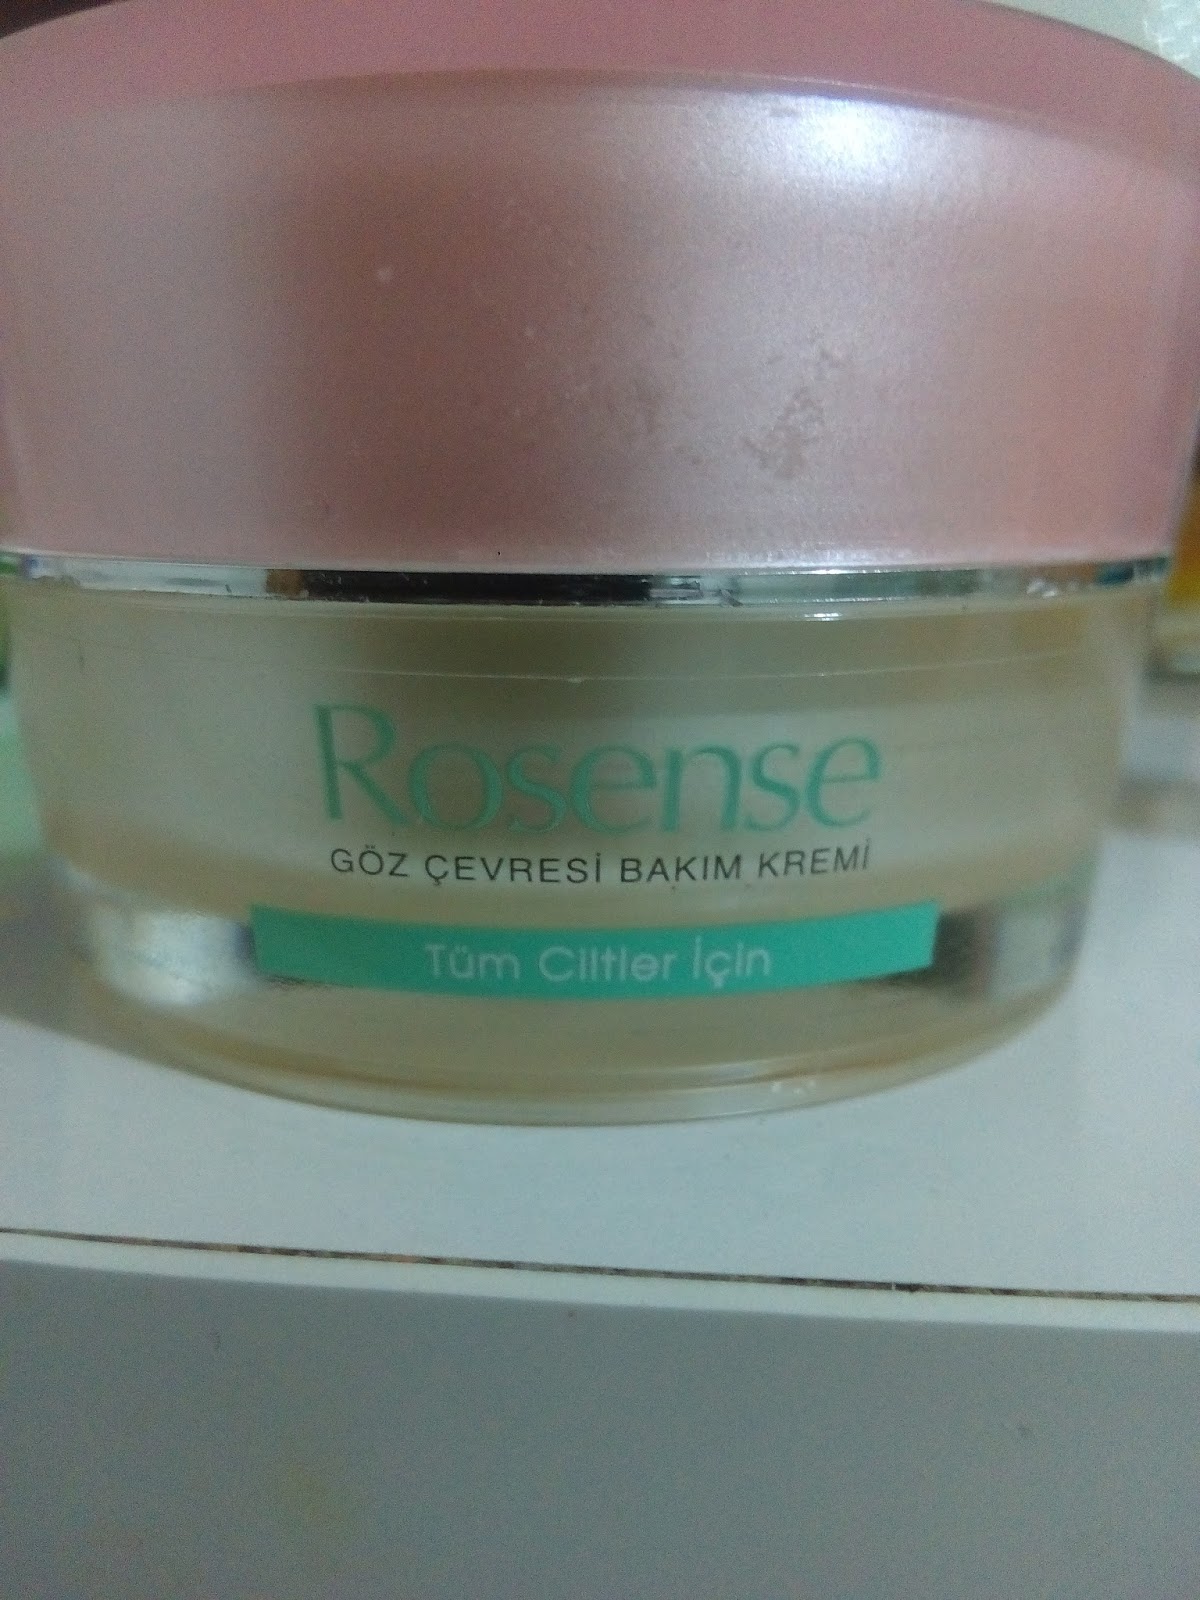 Rosense
GÖZ ÇEVRESİ BAKIM KREMİ
Tüm Ciltler İçin